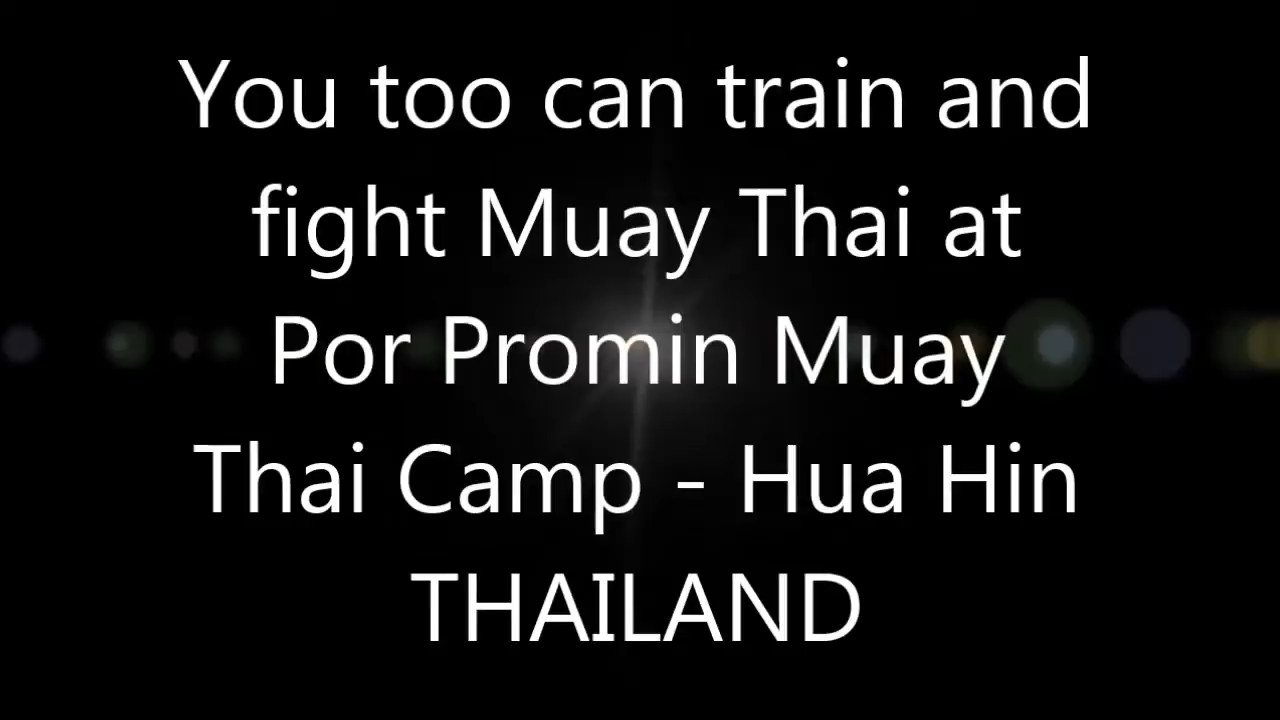 You too can train and
fight Muay Thai at
Por Promin Muay
Thai Camp - Hua Hin
THAILAND